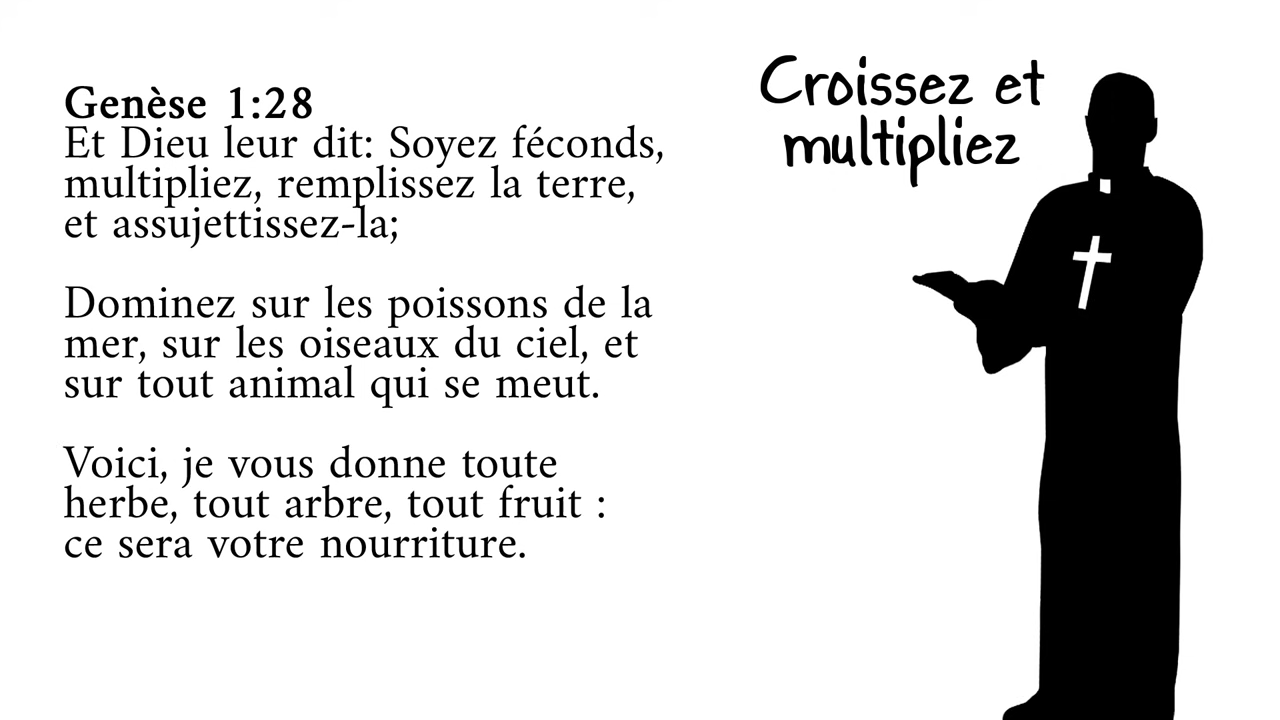 Genèse 1:28
Et Dieu leur dit: Soyez féconds,
multipliez, remplissez la terre,
et assujettissez-la;
Dominez sur les poissons de la
mer, sur les oiseaux du ciel, et
sur tout animal qui se meut.
Voici, je vous donne toute
herbe, tout arbre, tout fruit :
ce sera votre nourriture.
Croissez et
multipliez